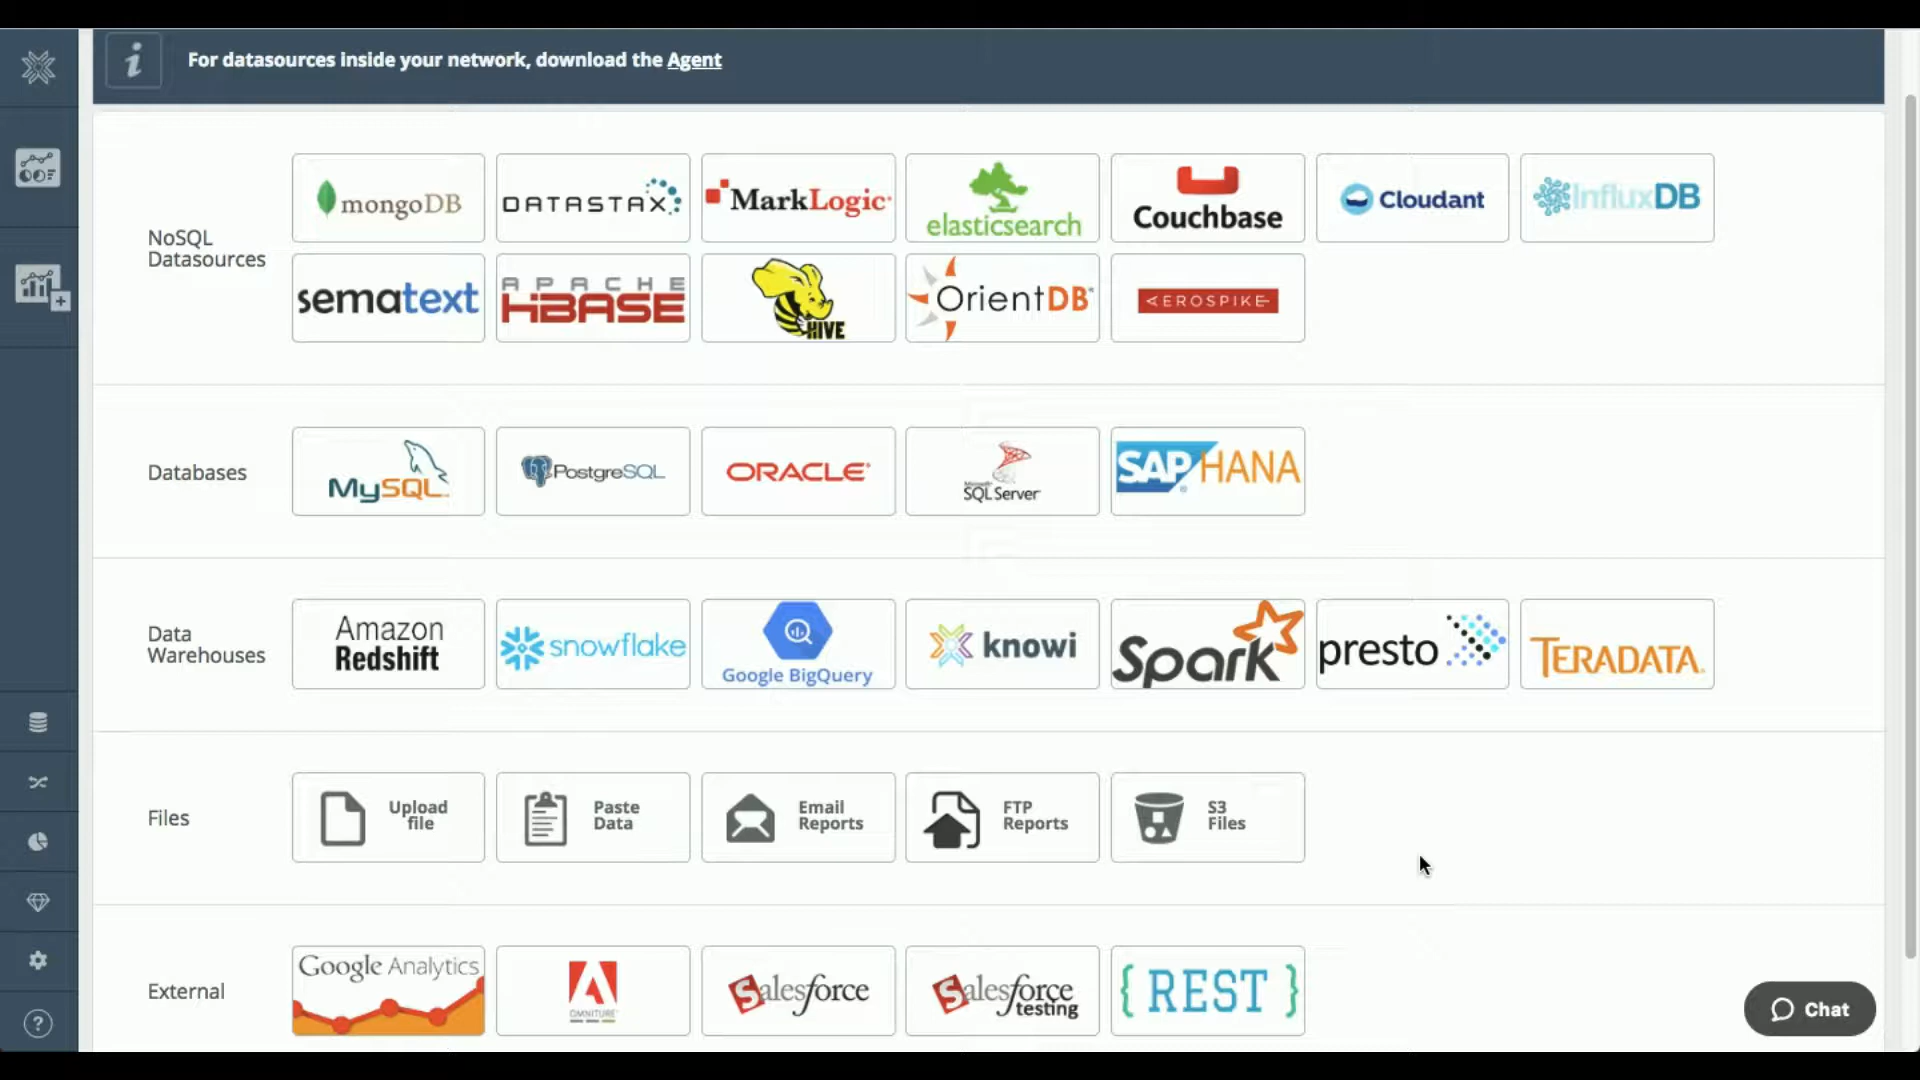 For datasources inside your network, download the Agent
NoSQL
Datasources
mongoDB
DATASTAX
MarkLogic
elasticsearch
Couchbase
Cloudant
InfluxDB
sematext
APACHE
HBASE
HIVE
OrientDB
AEROSPIKE
Databases
MySQL
PostgreSQL
ORACLE
Microsoft
SQL Server
SAP HANA
Data
Warehouses
Amazon
Redshift
snowflake
Google BigQuery
knowi
Spark
presto
TERADATA
Files
Upload
file
Paste
Data
Email
Reports
FTP
Reports
S3
Files
External
Google Analytics
OMNITURE
Salesforce
Salesforce
testing
{ REST }
Chat